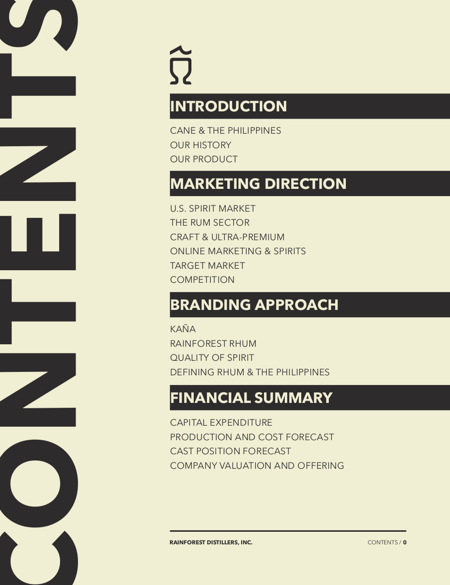 CONTENTS
INTRODUCTION
CANE & THE PHILIPPINES
OUR HISTORY
OUR PRODUCT
MARKETING DIRECTION
U.S. SPIRIT MARKET
THE RUM SECTOR
CRAFT & ULTRA-PREMIUM
ONLINE MARKETING & SPIRITS
TARGET MARKET
COMPETITION
BRANDING APPROACH
KAÑA
RAINFOREST RHUM
QUALITY OF SPIRIT
DEFINING RHUM & THE PHILIPPINES
FINANCIAL SUMMARY
CAPITAL EXPENDITURE
PRODUCTION AND COST FORECAST
CAST POSITION FORECAST
COMPANY VALUATION AND OFFERING
RAINFOREST DISTILLERS, INC.
CONTENTS / 0